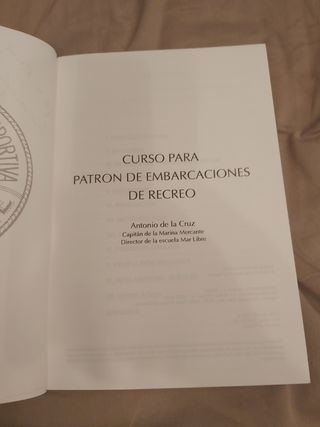 PORTIVA
CURSO PARA
PATRON DE EMBARCACIONES
DE RECREO
Antonio de la Cruz
Capitán de la Marina Mercante
Director de la escuela Mar Libre